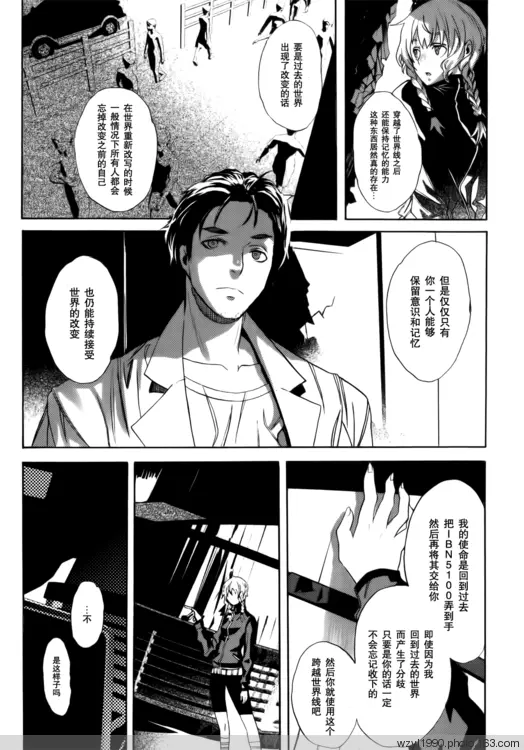 穿越了世界线之后
还能保持记忆的能力
这种东西居然真的
存在…
要是过去的世界
出现了改变的话
在世界重新改写的时候
一般情况下所有人都会
忘掉改变之前的自己
但是仅仅只有
你一个人能够
保留意识和记忆
也仍能持续接受
世界的改变
我的使命是回到过去
把IBN5100弄到手
然后再将其交给你
即使因为我
回到过去的世界
而产生了分歧
只要是你的话一定
不会忘记收下的
然后你就使用这个
跨越世界线吧
…不
是这样子吗